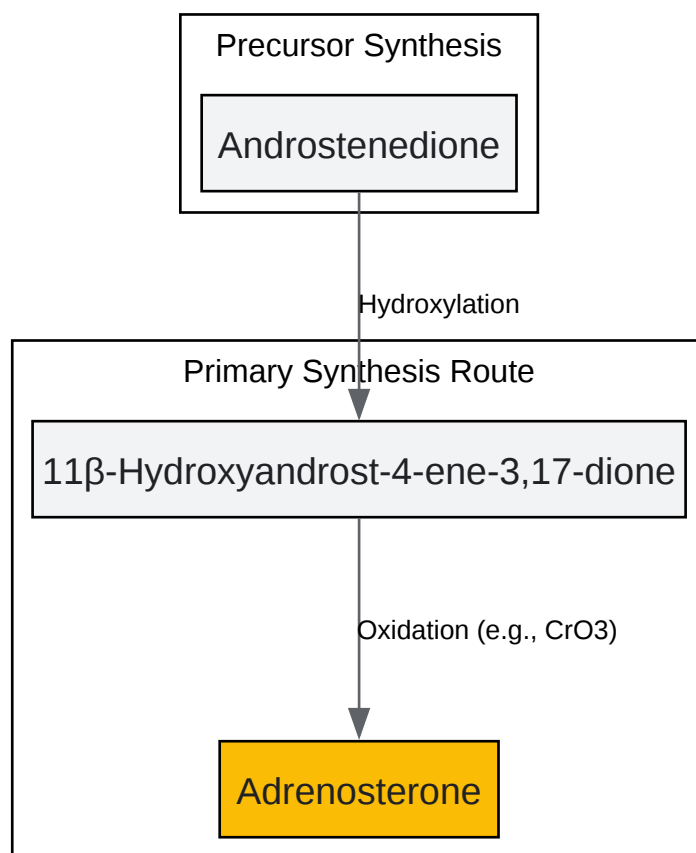 Precursor Synthesis
Androstenedione
Hydroxylation
Primary Synthesis Route
11β-Hydroxyandrost-4-ene-3,17-dione
Oxidation (e.g., CrO3)
Adrenosterone